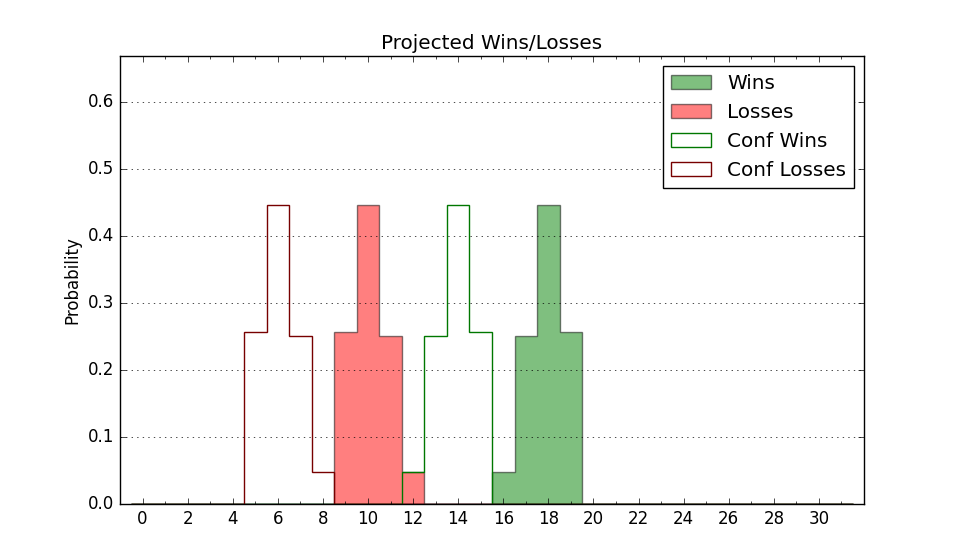 Projected Wins/Losses
Wins
Losses
Conf Wins
Conf Losses
Probability
0.6
0.5
0.4
0.3
0.2
0.1
0.0
0 2 4 6 8 10 12 14 16 18 20 22 24 26 28 30